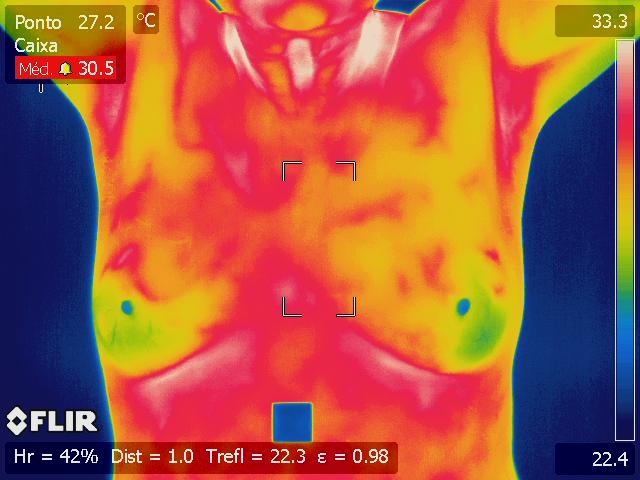 Ponto 27.2 °C
Caixa
Méd. 30.5
33.3
FLIR
Hr = 42% Dist = 1.0 Trefl = 22.3 ε = 0.98
22.4